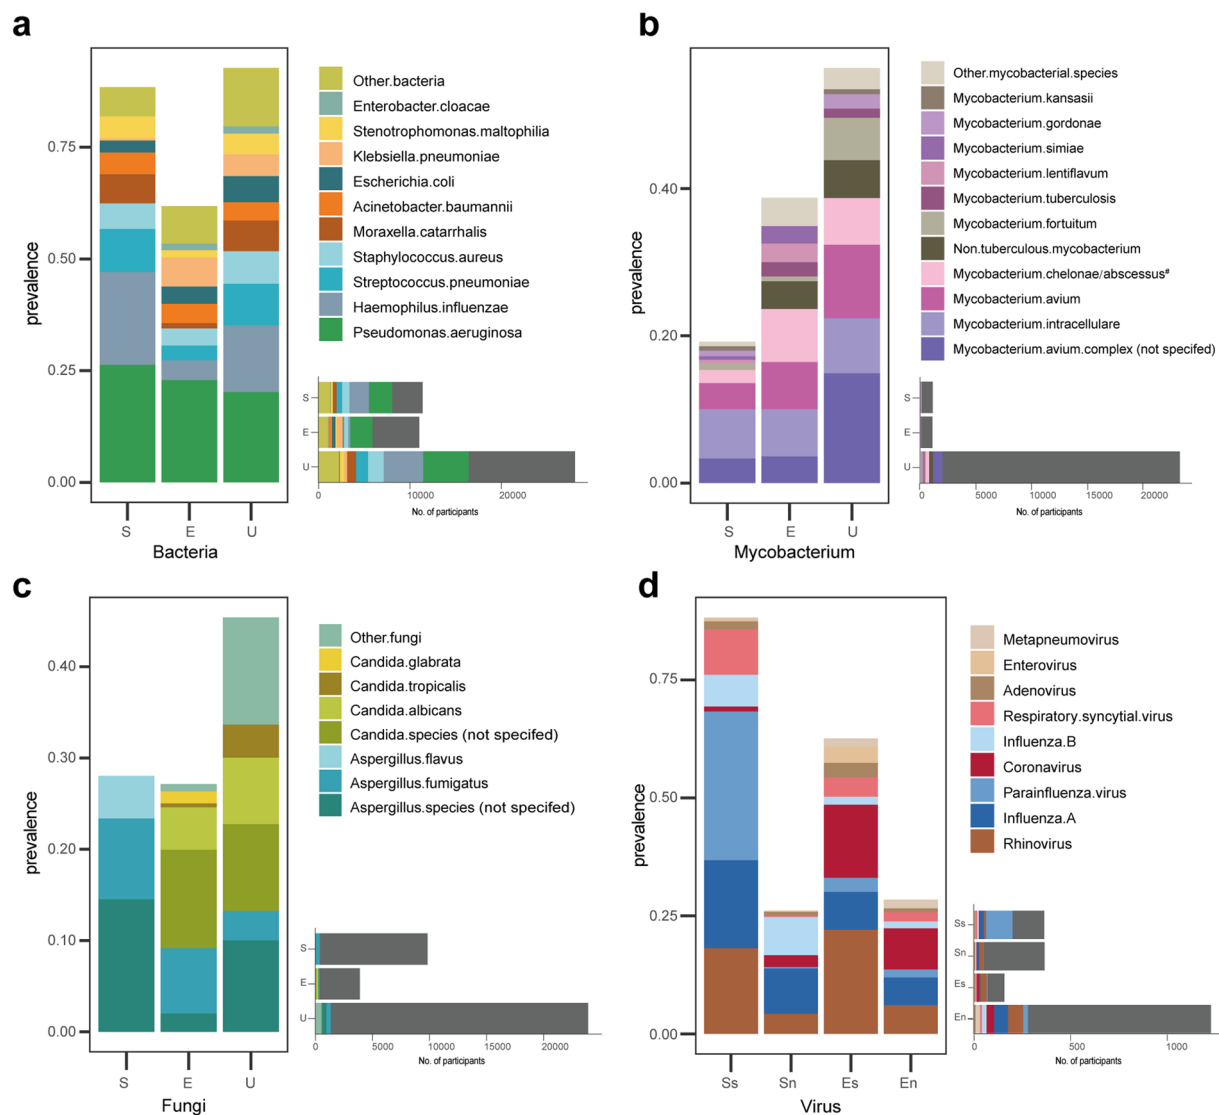 a
prevalence
0.75
0.50
0.25
0.00
S E U
Bacteria
Other.bacteria
Enterobacter.cloacae
Stenotrophomonas.maltophilia
Klebsiella.pneumoniae
Escherichia.coli
Acinetobacter.baumannii
Moraxella.catarrhalis
Staphylococcus.aureus
Streptococcus.pneumoniae
Haemophilus.influenzae
Pseudomonas.aeruginosa
S
E
U
0 10000 20000
No. of participants
b
prevalence
0.40
0.20
0.00
S E U
Mycobacterium
Other.mycobacterial.species
Mycobacterium.kansasii
Mycobacterium.gordonae
Mycobacterium.simiae
Mycobacterium.lentiflavum
Mycobacterium.tuberculosis
Mycobacterium.fortuitum
Non.tuberculous.mycobacterium
Mycobacterium.chelonae/abscessus#
Mycobacterium.avium
Mycobacterium.intracellulare
Mycobacterium.avium.complex (not specifed)
S
E
U
0 5000 10000 15000 20000
No. of participants
c
prevalence
0.40
0.30
0.20
0.10
0.00
S E U
Fungi
Other.fungi
Candida.glabrata
Candida.tropicalis
Candida.albicans
Candida.species (not specifed)
Aspergillus.flavus
Aspergillus.fumigatus
Aspergillus.species (not specifed)
S
E
U
0 5000 10000 15000 20000
No. of participants
d
prevalence
0.75
0.50
0.25
0.00
Ss Sn Es En
Virus
Metapneumovirus
Enterovirus
Adenovirus
Respiratory.syncytial.virus
Influenza.B
Coronavirus
Parainfluenza.virus
Influenza.A
Rhinovirus
Ss
Sn
Es
En
0 500 1000
No. of participants